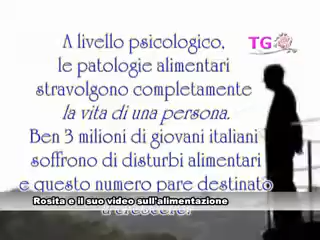 TG
A livello psicologico,
le patologie alimentari
stravolgono completamente
la vita di una persona.
Ben 3 milioni di giovani italiani
soffrono di disturbi alimentari
e questo numero pare destinato
Rosita e il suo video sull'alimentazione
a crescere.